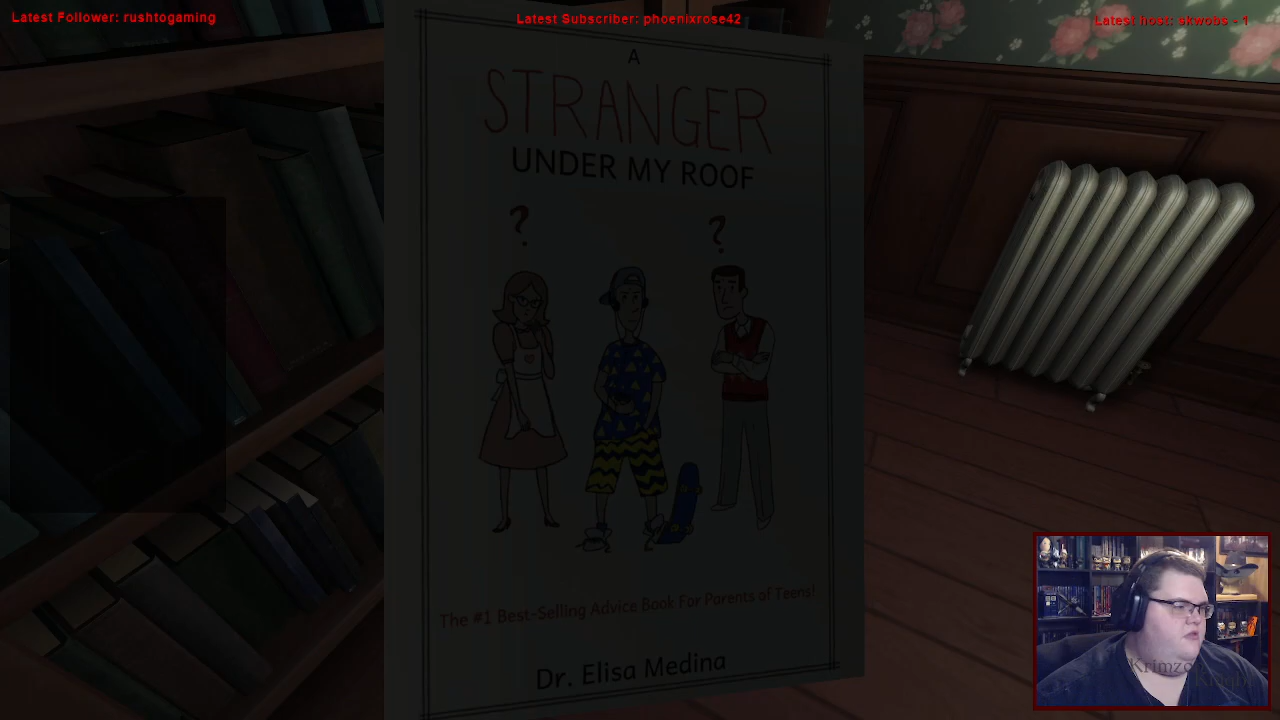 Latest Follower: rushtogaming
Latest Subscriber: phoenixrose42
Latest host: skwobs - 1
A
STRANGER
UNDER MY ROOF
? ?
The #1 Best-Selling Advice Book For Parents of Teens!
Dr. Elisa Medina